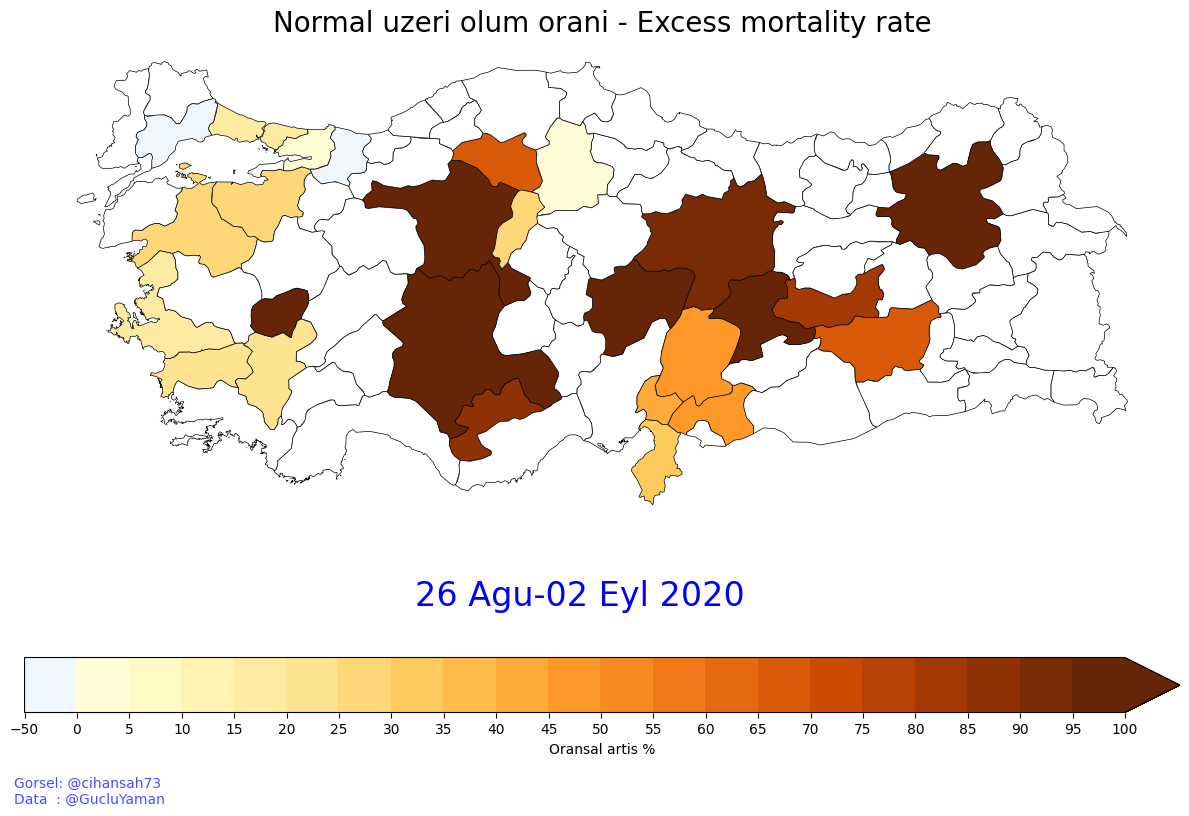 Normal uzeri olum orani - Excess mortality rate
26 Agu-02 Eyl 2020
−50 0 5 10 15 20 25 30 35 40 45 50 55 60 65 70 75 80 85 90 95 100
Oransal artis %
Gorsel: @cihansah73
Data : @GucluYaman